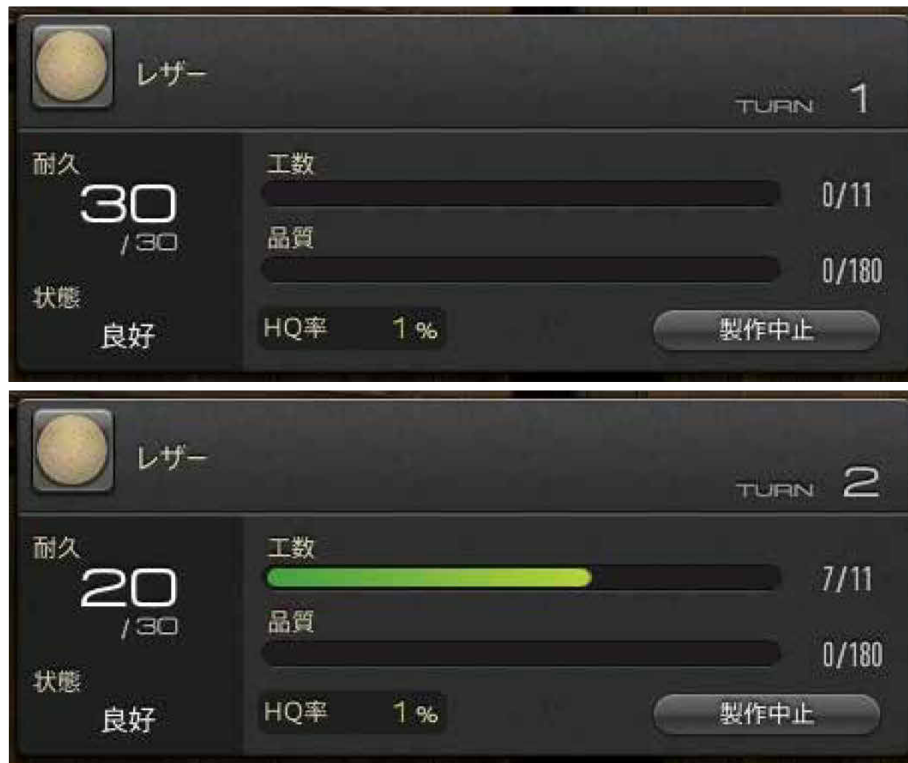 レザー
TURN 1
耐久
30
/30
状態
良好
工数
0/11
品質
0/180
HQ率 1%
製作中止
レザー
TURN 2
耐久
20
/30
状態
良好
工数
7/11
品質
0/180
HQ率 1%
製作中止